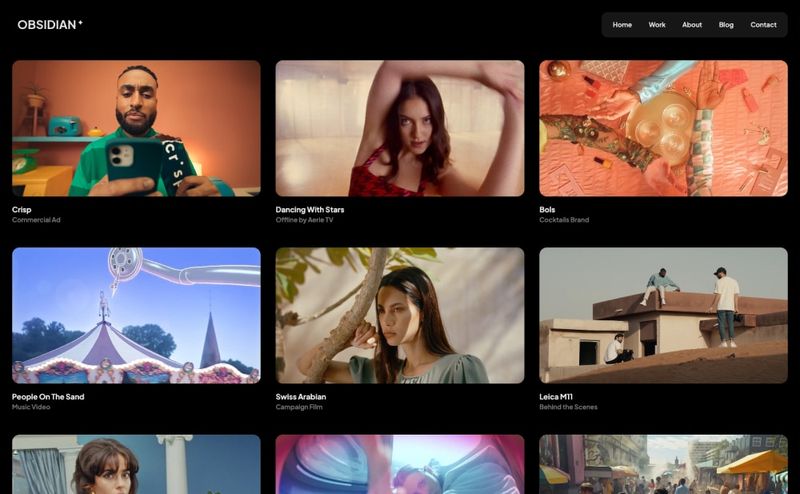 OBSIDIAN
Home Work About Blog Contact
Crisp
Commercial Ad
Dancing With Stars
Offline by Aerie TV
Bols
Cocktails Brand
People On The Sand
Music Video
Swiss Arabian
Campaign Film
Leica M11
Behind the Scenes